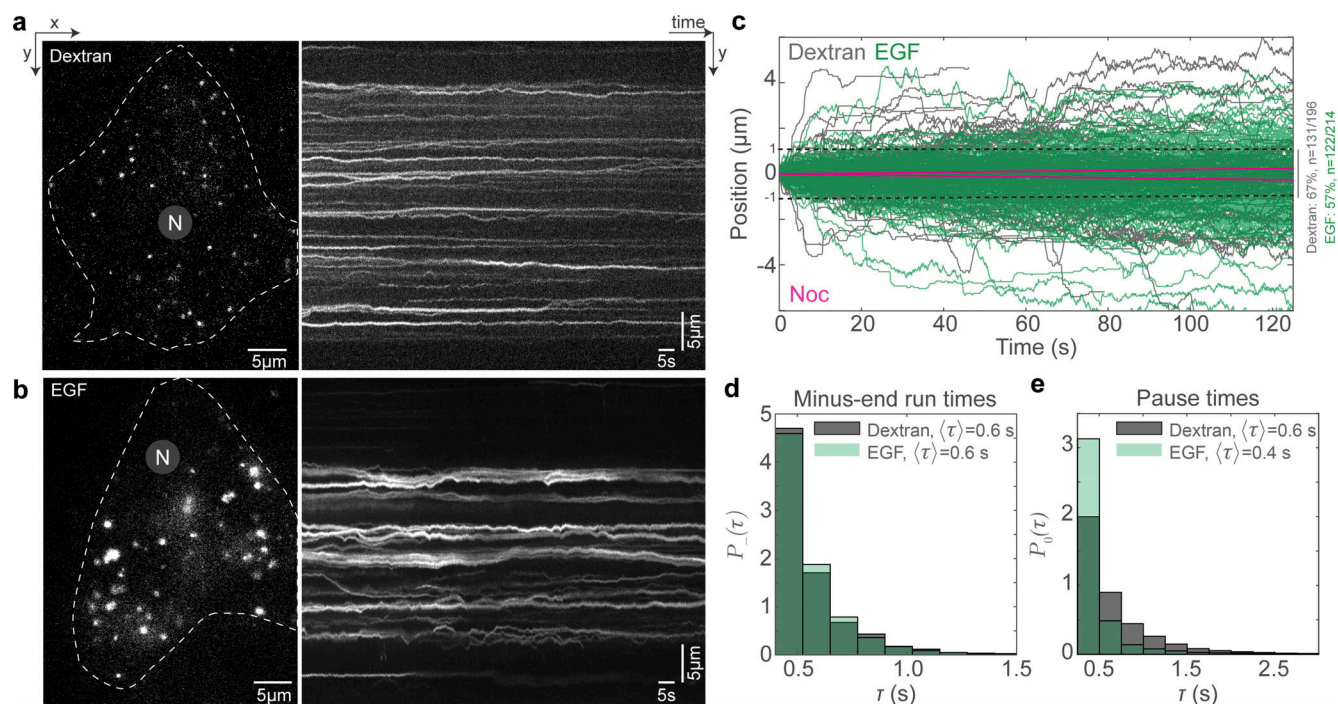 a
x
y
Dextran
N
5µm
time
y
5µm
5s
b
EGF
N
5µm
5µm
5s
c
Dextran EGF
Position (µm)
4
1
0
-1
-4
Noc
0 20 40 60 80 100 120
Time (s)
Dextran: 67%, n=131/196
EGF: 57%, n=122/214
d
Minus-end run times
Dextran, ⟨τ⟩=0.6 s
EGF, ⟨τ⟩=0.6 s
P_(τ)
5
4
3
2
1
0
0.5 1.0 1.5
τ (s)
e
Pause times
Dextran, ⟨τ⟩=0.6 s
EGF, ⟨τ⟩=0.4 s
P₀(τ)
3
2
1
0
0.5 1.5 2.5
τ (s)